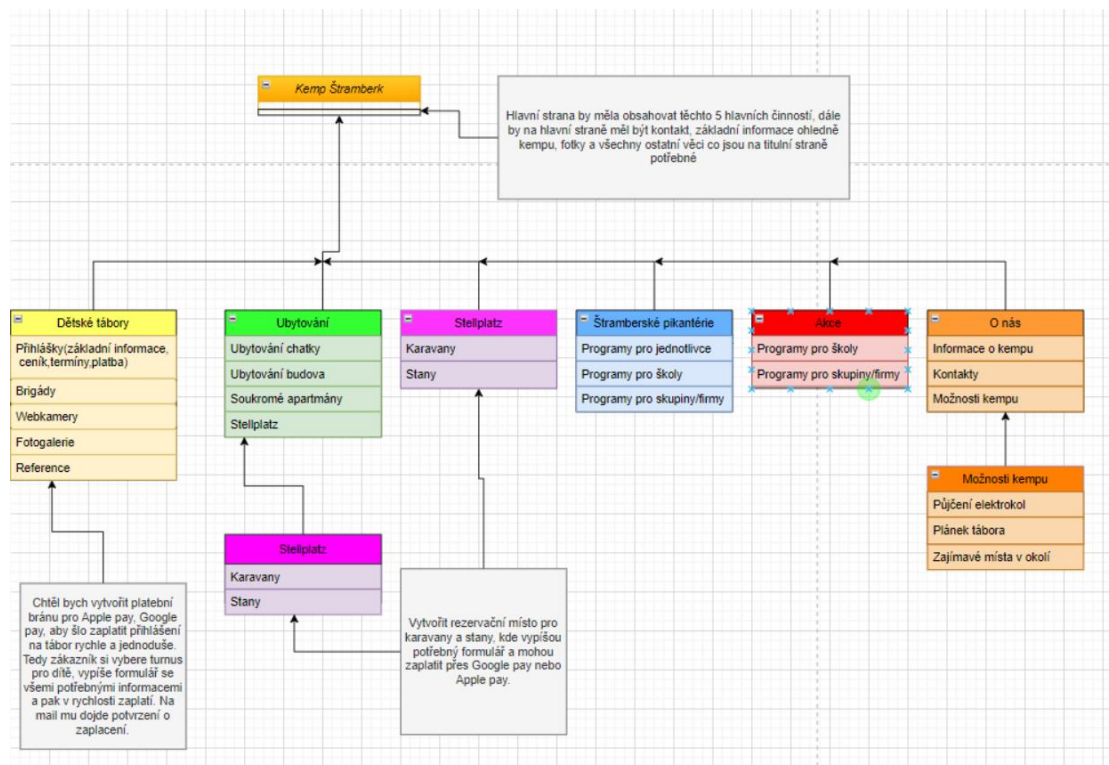 Kemp Štramberk
Hlavní strana by měla obsahovat těchto 5 hlavních činností, dále
by na hlavní straně měl být kontakt, základní informace ohledně
kempu, fotky a všechny ostatní věci co jsou na titulní straně
potřebné
Dětské tábory
Přihlášky(základní informace,
ceník,termíny,platba)
Brigády
Webkamery
Fotogalerie
Reference
Ubytování
Ubytování chatky
Ubytování budova
Soukromé apartmány
Stellplatz
Stellplatz
Karavany
Stany
Štramberské pikantérie
Programy pro jednotlivce
Programy pro školy
Programy pro skupiny/firmy
Akce
Programy pro školy
Programy pro skupiny/firmy
O nás
Informace o kempu
Kontakty
Možnosti kempu
Možnosti kempu
Půjčení elektrokol
Plánek tábora
Zajímavé místa v okolí
Stellplatz
Karavany
Stany
Chtěl bych vytvořit platební
bránu pro Apple pay, Google
pay, aby šlo zaplatit přihlášení
na tábor rychle a jednoduše.
Tedy zákazník si vybere turnus
pro dítě, vypíše formulář se
všemi potřebnými informacemi
a pak v rychlosti zaplatí. Na
mail mu dojde potvrzení o
zaplacení.
Vytvořit rezervační místo pro
karavany a stany, kde vypíšou
potřebný formulář a mohou
zaplatit přes Google pay nebo
Apple pay.